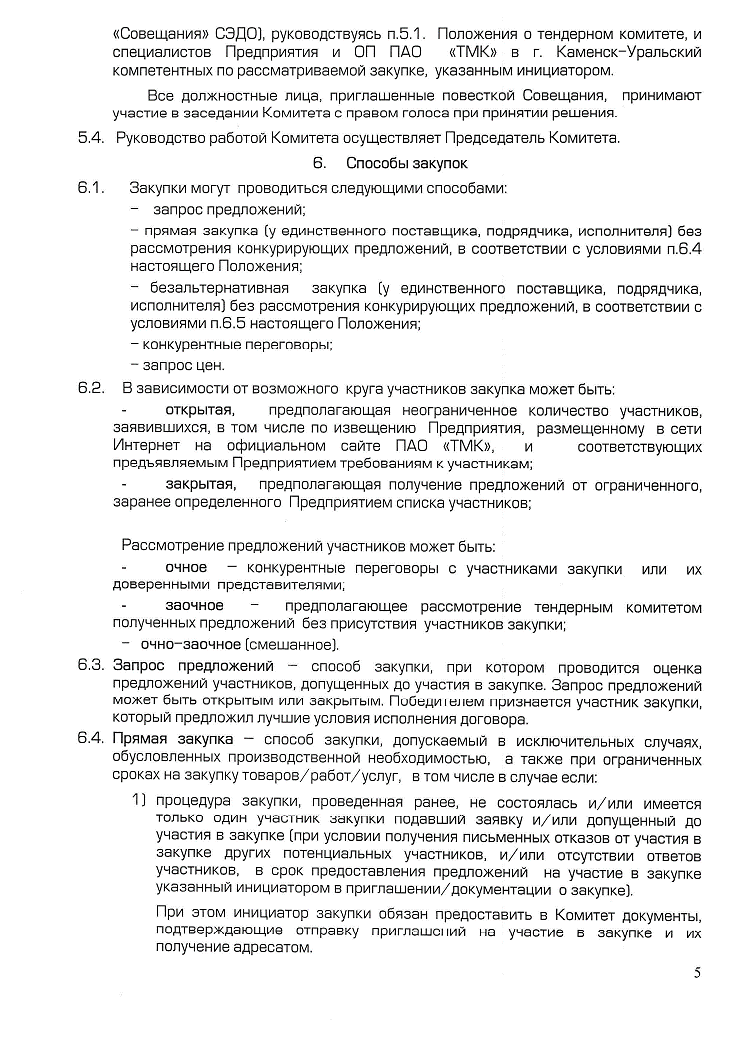 «Совещания» СЭДО), руководствуясь п.5.1. Положения о тендерном комитете, и
специалистов Предприятия и ОП ПАО «ТМК» в г. Каменск-Уральский
компетентных по рассматриваемой закупке, указанным инициатором.
Все должностные лица, приглашенные повесткой Совещания, принимают
участие в заседании Комитета с правом голоса при принятии решения.
5.4. Руководство работой Комитета осуществляет Председатель Комитета.
6. Способы закупок
6.1. Закупки могут проводиться следующими способами:
– запрос предложений;
– прямая закупка (у единственного поставщика, подрядчика, исполнителя) без
рассмотрения конкурирующих предложений, в соответствии с условиями п.6.4
настоящего Положения;
– безальтернативная закупка (у единственного поставщика, подрядчика,
исполнителя) без рассмотрения конкурирующих предложений, в соответствии с
условиями п.6.5 настоящего Положения;
– конкурентные переговоры;
– запрос цен.
6.2. В зависимости от возможного круга участников закупка может быть:
- открытая, предполагающая неограниченное количество участников,
заявившихся, в том числе по извещению Предприятия, размещенному в сети
Интернет на официальном сайте ПАО «ТМК», и соответствующих
предъявляемым Предприятием требованиям к участникам;
- закрытая, предполагающая получение предложений от ограниченного,
заранее определенного Предприятием списка участников;
Рассмотрение предложений участников может быть:
- очное – конкурентные переговоры с участниками закупки или их
доверенными представителями;
- заочное – предполагающее рассмотрение тендерным комитетом
полученных предложений без присутствия участников закупки;
– очно-заочное (смешанное).
6.3. Запрос предложений – способ закупки, при котором проводится оценка
предложений участников, допущенных до участия в закупке. Запрос предложений
может быть открытым или закрытым. Победителем признается участник закупки,
который предложил лучшие условия исполнения договора.
6.4. Прямая закупка – способ закупки, допускаемый в исключительных случаях,
обусловленных производственной необходимостью, а также при ограниченных
сроках на закупку товаров/работ/услуг, в том числе в случае если:
1) процедура закупки, проведенная ранее, не состоялась и/или имеется
только один участник закупки подавший заявку и/или допущенный до
участия в закупке (при условии получения письменных отказов от участия в
закупке других потенциальных участников, и/или отсутствии ответов
участников, в срок предоставления предложений на участие в закупке
указанный инициатором в приглашении/документации о закупке).
При этом инициатор закупки обязан предоставить в Комитет документы,
подтверждающие отправку приглашений на участие в закупке и их
получение адресатом.
5